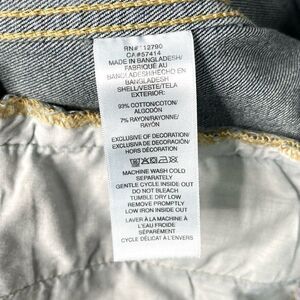 RN# 12790
CA#57414
MADE IN BANGLADESH/
FABRIQUÉ AU
BANGLADESH/HECHO EN
BANGLADESH
SHELL/VESTE/TELA
EXTERIOR:
93% COTTON/COTON/
ALGODÓN
7% RAYON/RAYONNE/
RAYÓN
EXCLUSIVE OF DECORATION/
EXCLUSIVA DE DECORACIÓN/
HORS DÉCORATION
MACHINE WASH COLD
SEPARATELY
GENTLE CYCLE INSIDE OUT
DO NOT BLEACH
TUMBLE DRY LOW
REMOVE PROMPTLY
LOW IRON INSIDE OUT
LAVER À LA MACHINE À
L'EAU FROIDE
CYCLE DÉLICAT À L'ENVERS